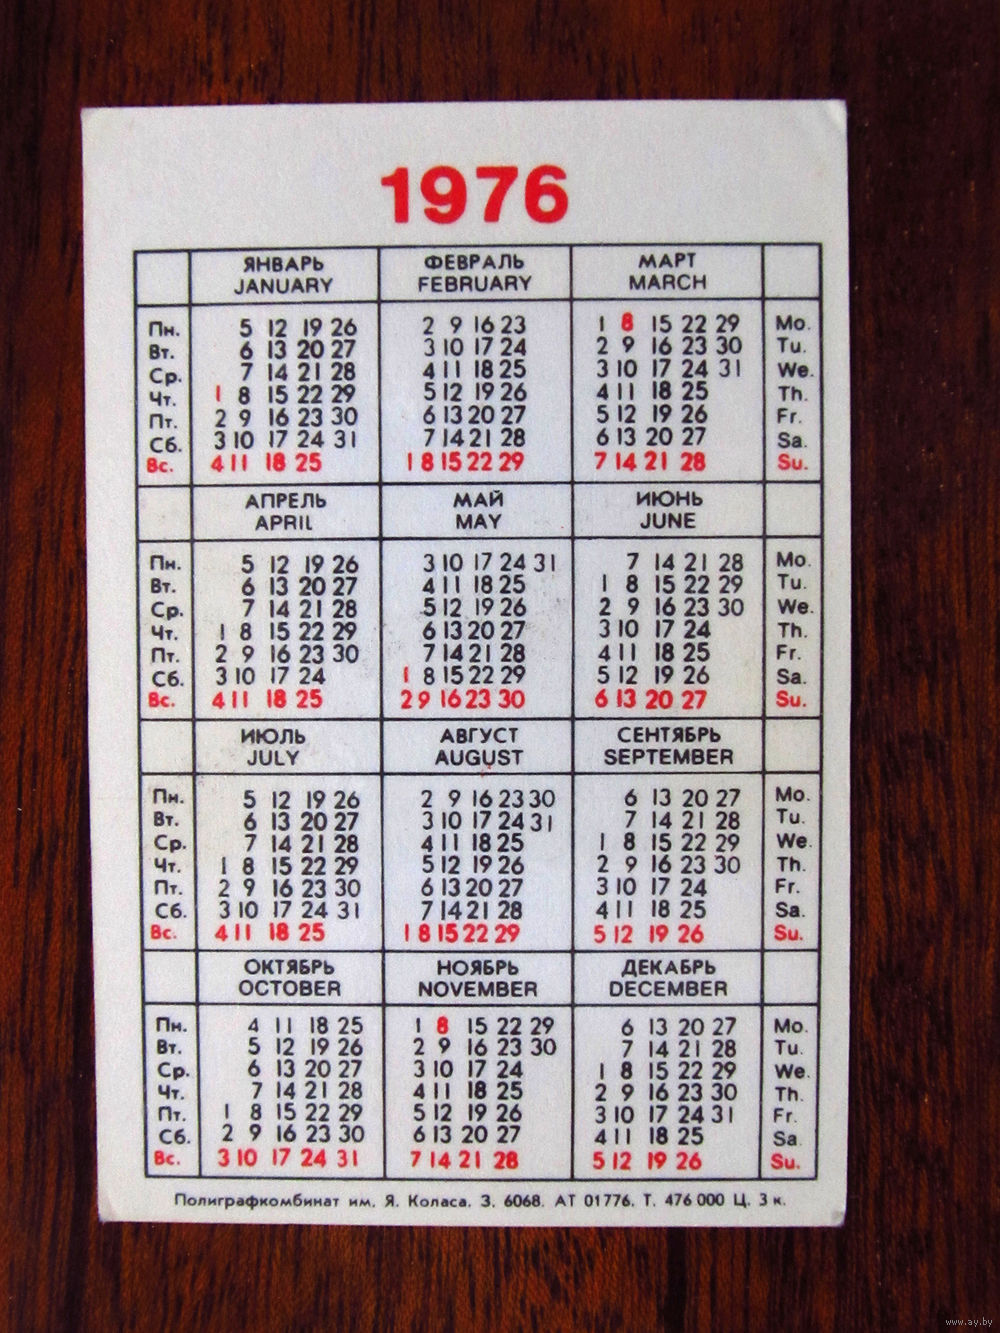 1976
ЯНВАРЬ ФЕВРАЛЬ МАРТ
JANUARY FEBRUARY MARCH
Пн. 5 12 19 26 2 9 16 23 1 8 15 22 29 Mo.
Вт. 6 13 20 27 3 10 17 24 2 9 16 23 30 Tu.
Ср. 7 14 21 28 4 11 18 25 3 10 17 24 31 We.
Чт. 1 8 15 22 29 5 12 19 26 4 11 18 25 Th.
Пт. 2 9 16 23 30 6 13 20 27 5 12 19 26 Fr.
Сб. 3 10 17 24 31 7 14 21 28 6 13 20 27 Sa.
Вс. 4 11 18 25 1 8 15 22 29 7 14 21 28 Su.
АПРЕЛЬ МАЙ ИЮНЬ
APRIL MAY JUNE
Пн. 5 12 19 26 3 10 17 24 31 7 14 21 28 Mo.
Вт. 6 13 20 27 4 11 18 25 1 8 15 22 29 Tu.
Ср. 7 14 21 28 5 12 19 26 2 9 16 23 30 We.
Чт. 1 8 15 22 29 6 13 20 27 3 10 17 24 Th.
Пт. 2 9 16 23 30 7 14 21 28 4 11 18 25 Fr.
Сб. 3 10 17 24 1 8 15 22 29 5 12 19 26 Sa.
Вс. 4 11 18 25 2 9 16 23 30 6 13 20 27 Su.
ИЮЛЬ АВГУСТ СЕНТЯБРЬ
JULY AUGUST SEPTEMBER
Пн. 5 12 19 26 2 9 16 23 30 6 13 20 27 Mo.
Вт. 6 13 20 27 3 10 17 24 31 7 14 21 28 Tu.
Ср. 7 14 21 28 4 11 18 25 1 8 15 22 29 We.
Чт. 1 8 15 22 29 5 12 19 26 2 9 16 23 30 Th.
Пт. 2 9 16 23 30 6 13 20 27 3 10 17 24 Fr.
Сб. 3 10 17 24 31 7 14 21 28 4 11 18 25 Sa.
Вс. 4 11 18 25 1 8 15 22 29 5 12 19 26 Su.
ОКТЯБРЬ НОЯБРЬ ДЕКАБРЬ
OCTOBER NOVEMBER DECEMBER
Пн. 4 11 18 25 1 8 15 22 29 6 13 20 27 Mo.
Вт. 5 12 19 26 2 9 16 23 30 7 14 21 28 Tu.
Ср. 6 13 20 27 3 10 17 24 1 8 15 22 29 We.
Чт. 7 14 21 28 4 11 18 25 2 9 16 23 30 Th.
Пт. 1 8 15 22 29 5 12 19 26 3 10 17 24 31 Fr.
Сб. 2 9 16 23 30 6 13 20 27 4 11 18 25 Sa.
Вс. 3 10 17 24 31 7 14 21 28 5 12 19 26 Su.
Полиграфкомбинат им. Я. Коласа. З. 6068. АТ 01776. Т. 476 000 Ц. 3 к.
www.ay.by